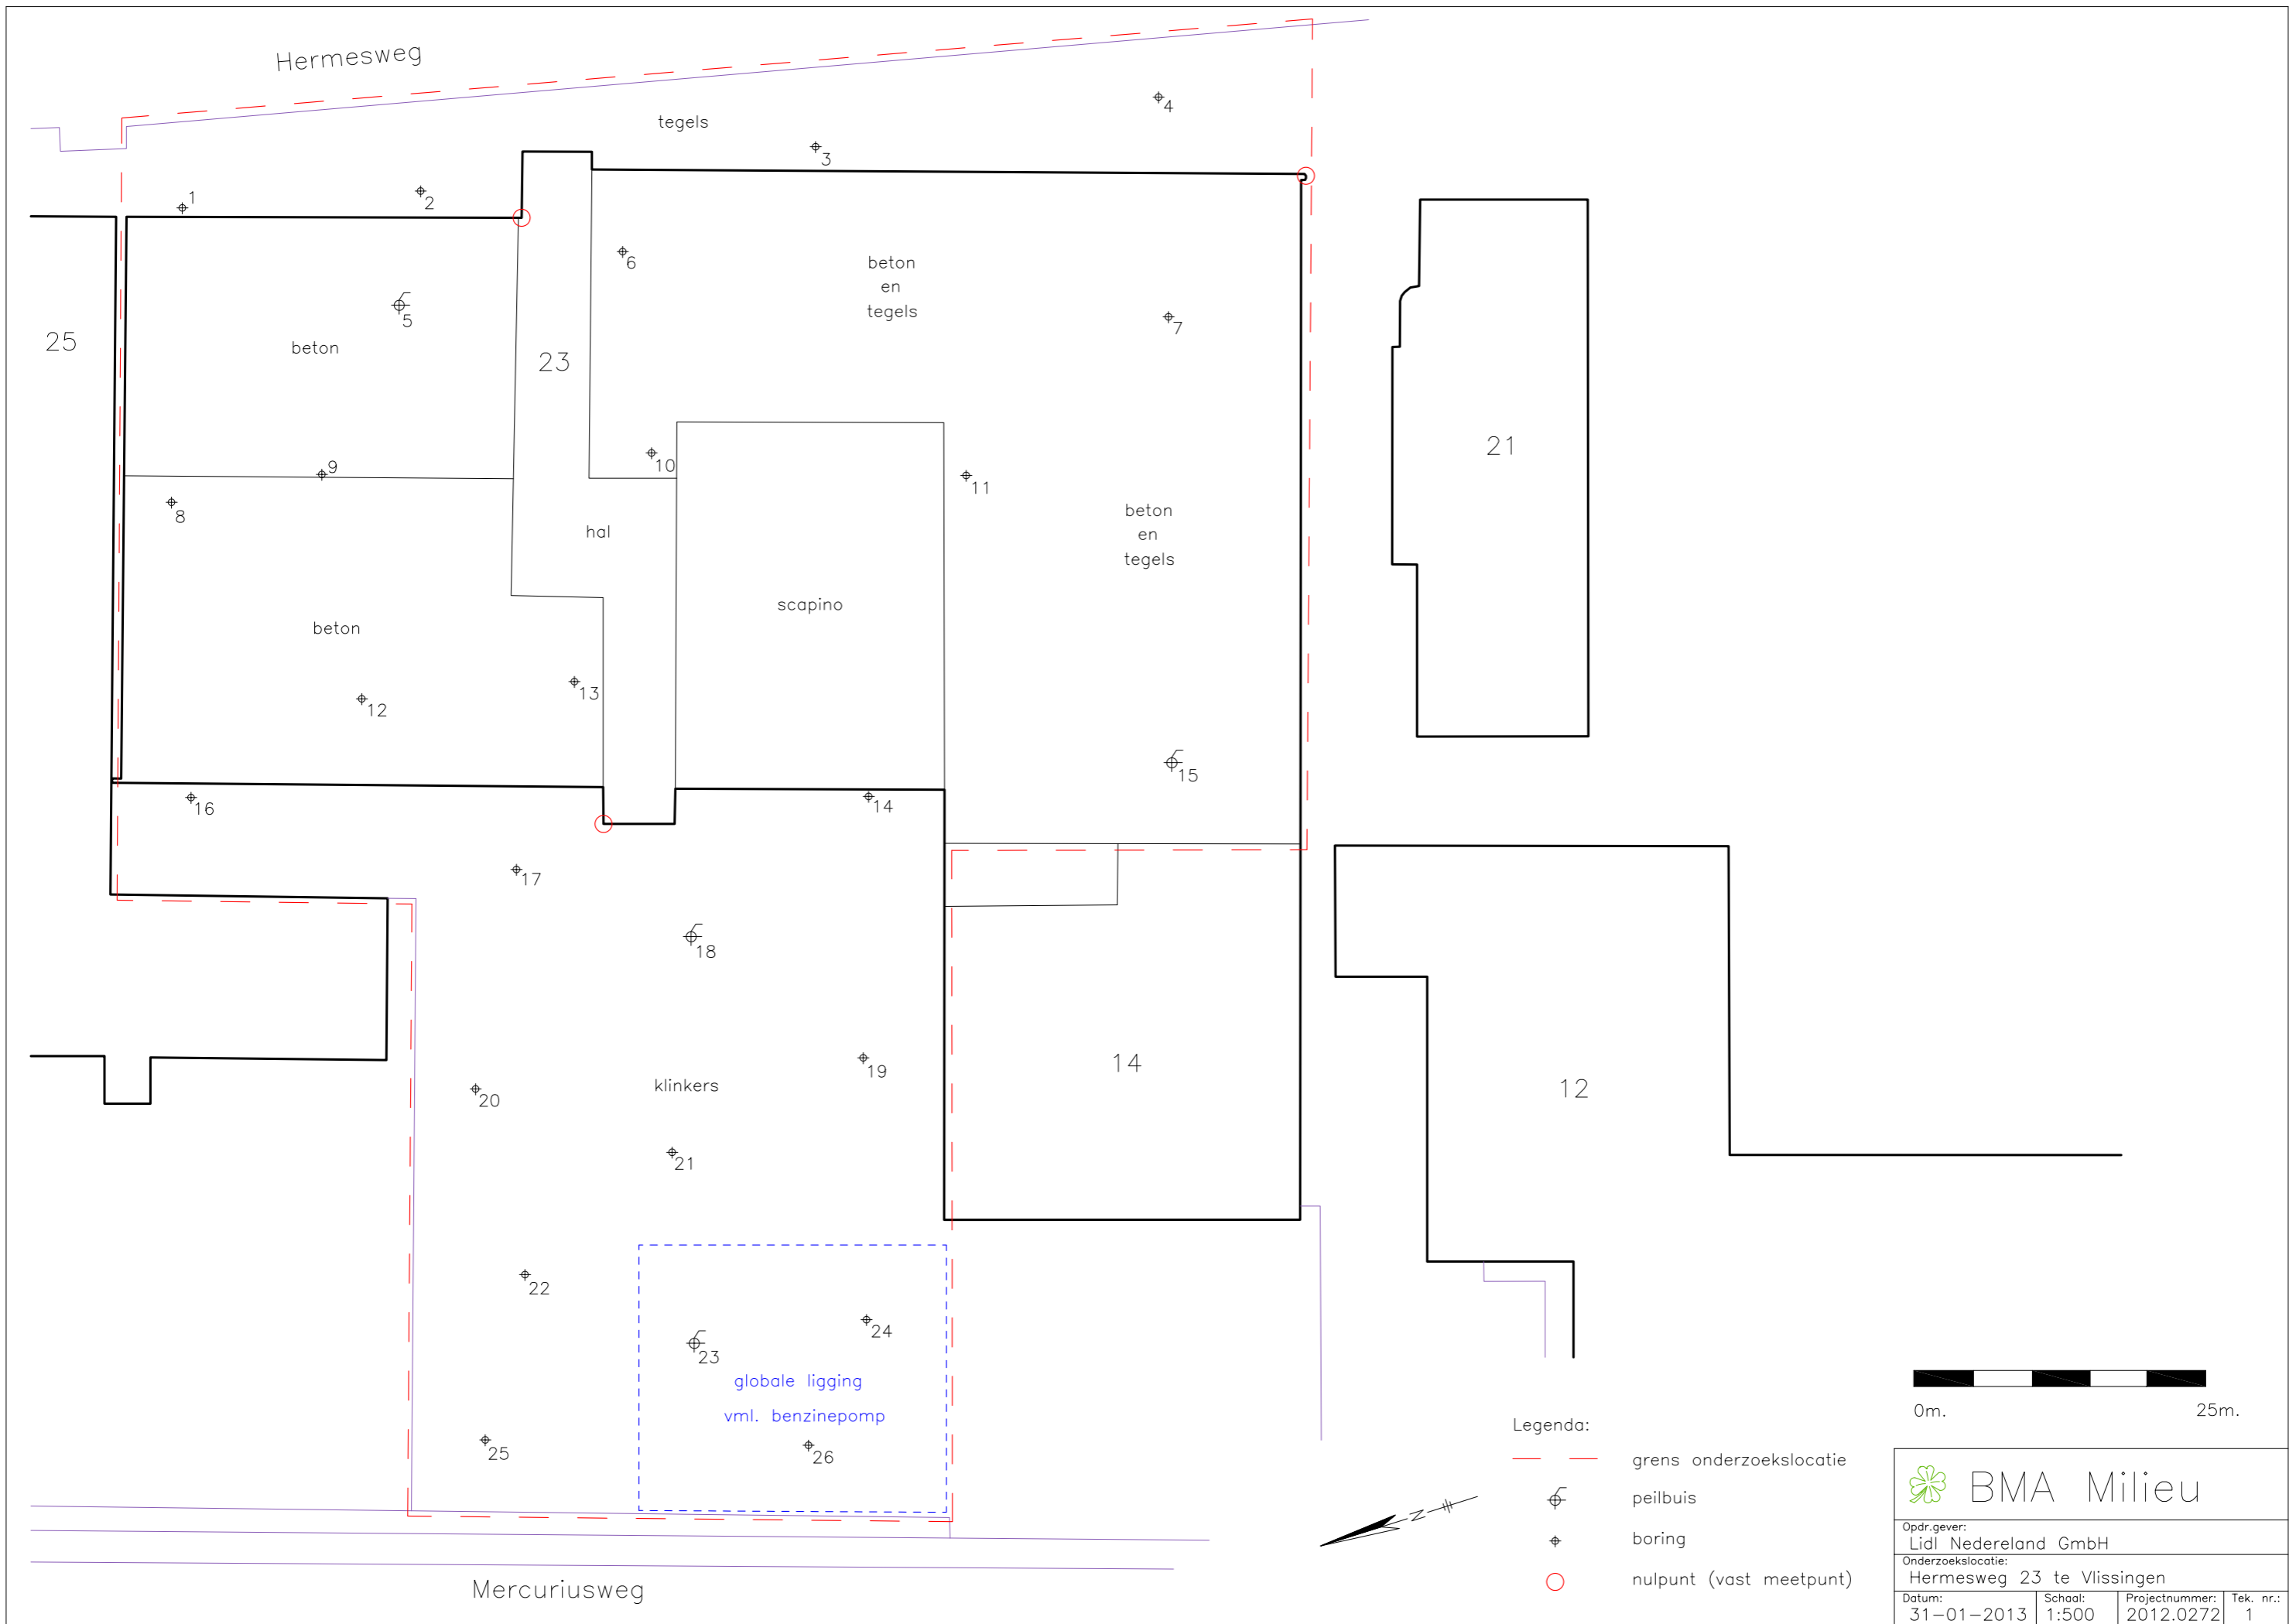 Hermesweg
tegels
4
3
1
2
6
beton
en
tegels
5
7
25
beton
23
21
9
10
11
8
hal
beton
en
tegels
scapino
beton
13
12
15
16
14
17
18
14
19
klinkers
20
12
21
22
24
23
globale ligging
vml. benzinepomp
25
26
Mercuriusweg
0m.
25m.
Legenda:
grens onderzoekslocatie
peilbuis
boring
nulpunt (vast meetpunt)
N
BMA Milieu
Opdr.gever:
Lidl Nedereland GmbH
Onderzoekslocatie:
Hermesweg 23 te Vlissingen
Datum: Schaal: Projectnummer: Tek. nr.:
31-01-2013 1:500 2012.0272 1